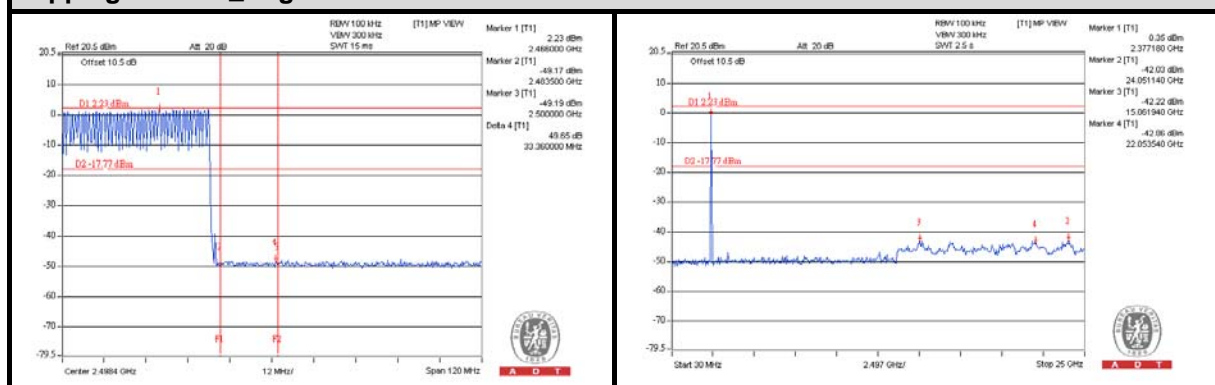 RBW 100 kHz [T1] MP VIEW
VBW 300 kHz
Ref 20.5 dBm Att 20 dB SWT 15 ms
20.5
Offset 10.5 dB
10
D1 2.23 dBm
1
0
-10
D2 -17.77 dBm
-20
-30
-40
-50
-60
-70
-79.5
F1 F2
Center 2.4984 GHz 12 MHz/ Span 120 MHz
Marker 1 [T1]
2.23 dBm
2.468000 GHz
Marker 2 [T1]
-49.17 dBm
2.483500 GHz
Marker 3 [T1]
-49.19 dBm
2.500000 GHz
Delta 4 [T1]
49.65 dB
33.360000 MHz
BUREAU VERITAS
1828
A D T
RBW 100 kHz [T1] MP VIEW
VBW 300 kHz
Ref 20.5 dBm Att 20 dB SWT 2.5 s
20.5
Offset 10.5 dB
10
D1 2.23 dBm
1
0
-10
D2 -17.77 dBm
-20
-30
-40
3 4 2
-50
-60
-70
-79.5
Start 30 MHz 2.497 GHz/ Stop 25 GHz
Marker 1 [T1]
0.35 dBm
2.377180 GHz
Marker 2 [T1]
-42.03 dBm
24.051140 GHz
Marker 3 [T1]
-42.22 dBm
15.061940 GHz
Marker 4 [T1]
-42.86 dBm
22.053540 GHz
BUREAU VERITAS
1828
A D T